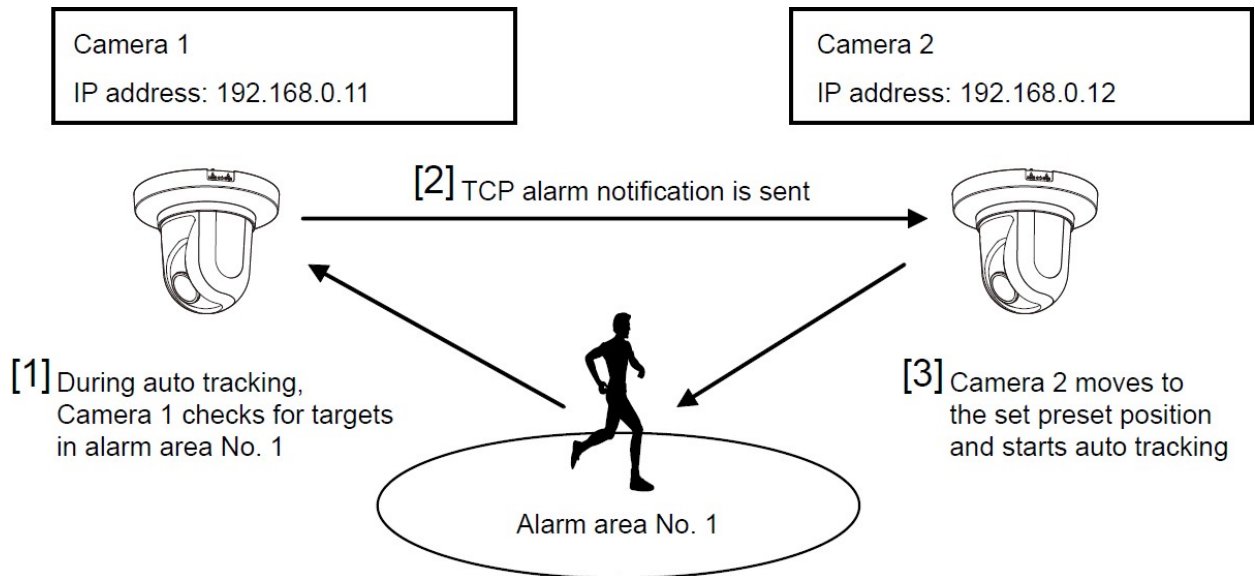 Camera 1
IP address: 192.168.0.11
Camera 2
IP address: 192.168.0.12
[2] TCP alarm notification is sent
[1] During auto tracking,
Camera 1 checks for targets
in alarm area No. 1
[3] Camera 2 moves to
the set preset position
and starts auto tracking
Alarm area No. 1